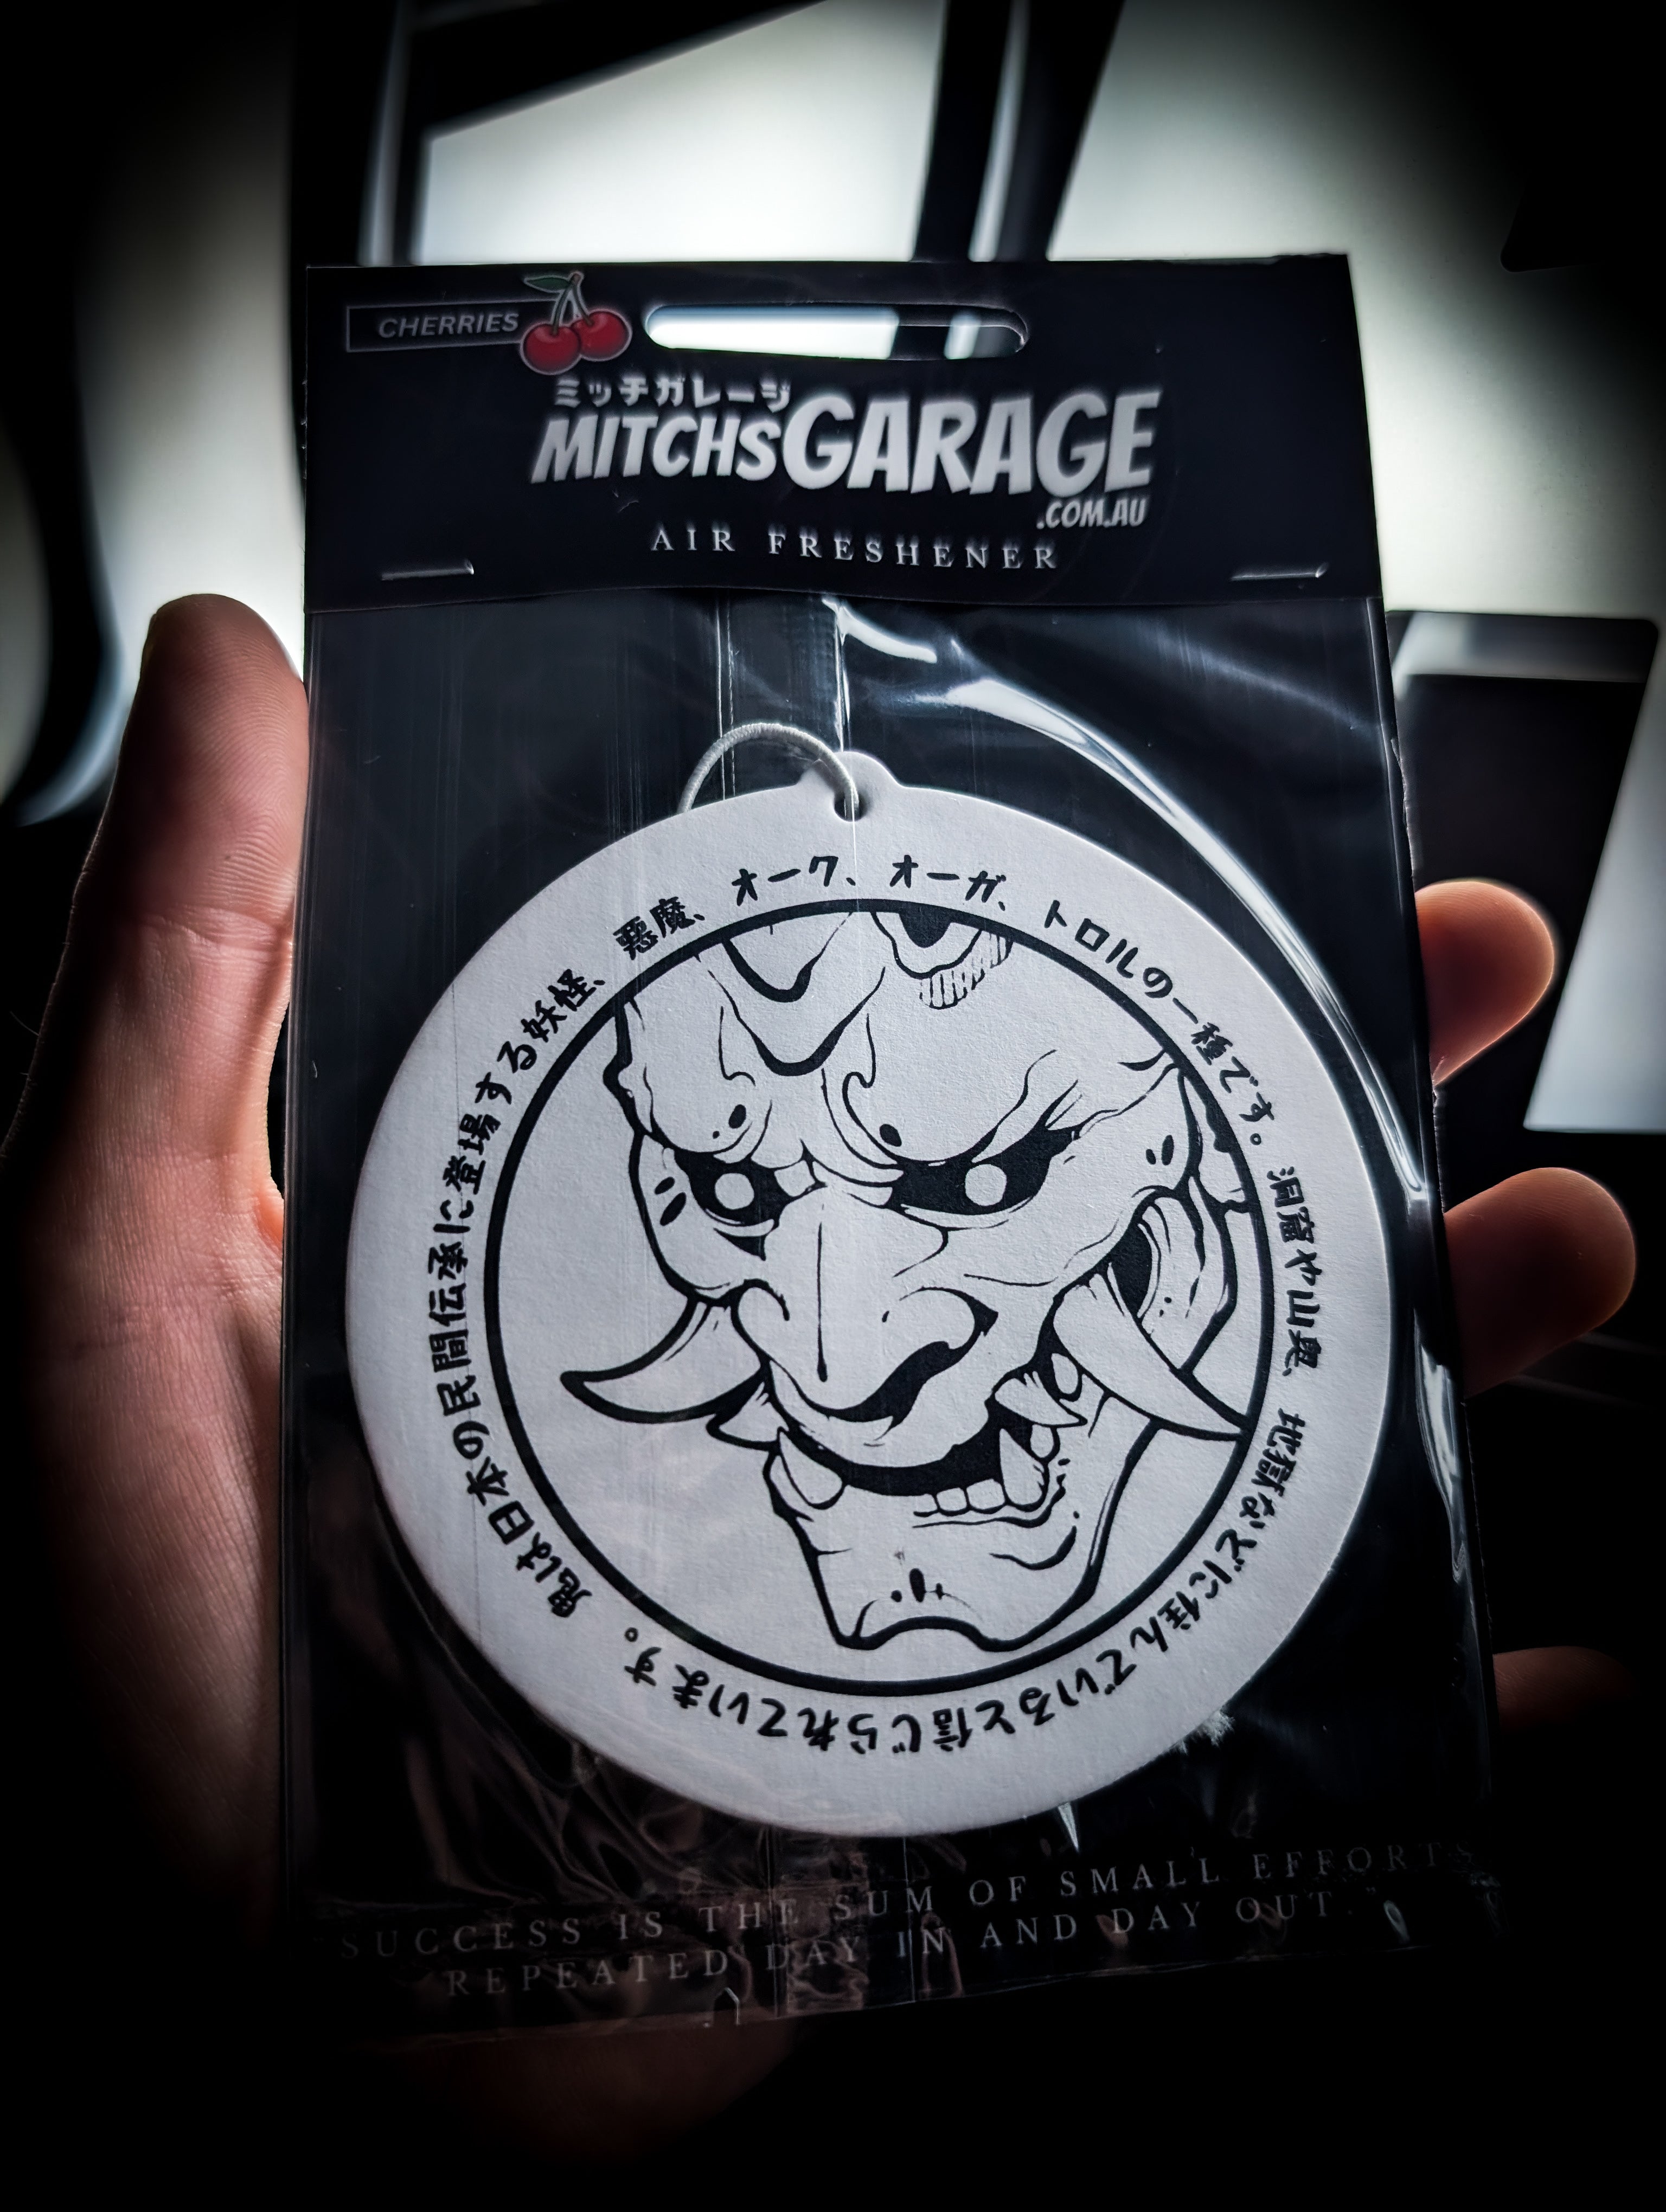 CHERRIES
ミッチガレージ
MITCHSGARAGE
.COM.AU
AIR FRESHENER
鬼は日本の民間伝承に登場する妖怪、悪魔、オーク、オーガ、トロルの一種です。洞窟や山奥、地獄などに住んでいると信じられています。
"SUCCESS IS THE SUM OF SMALL EFFORTS
REPEATED DAY IN AND DAY OUT."